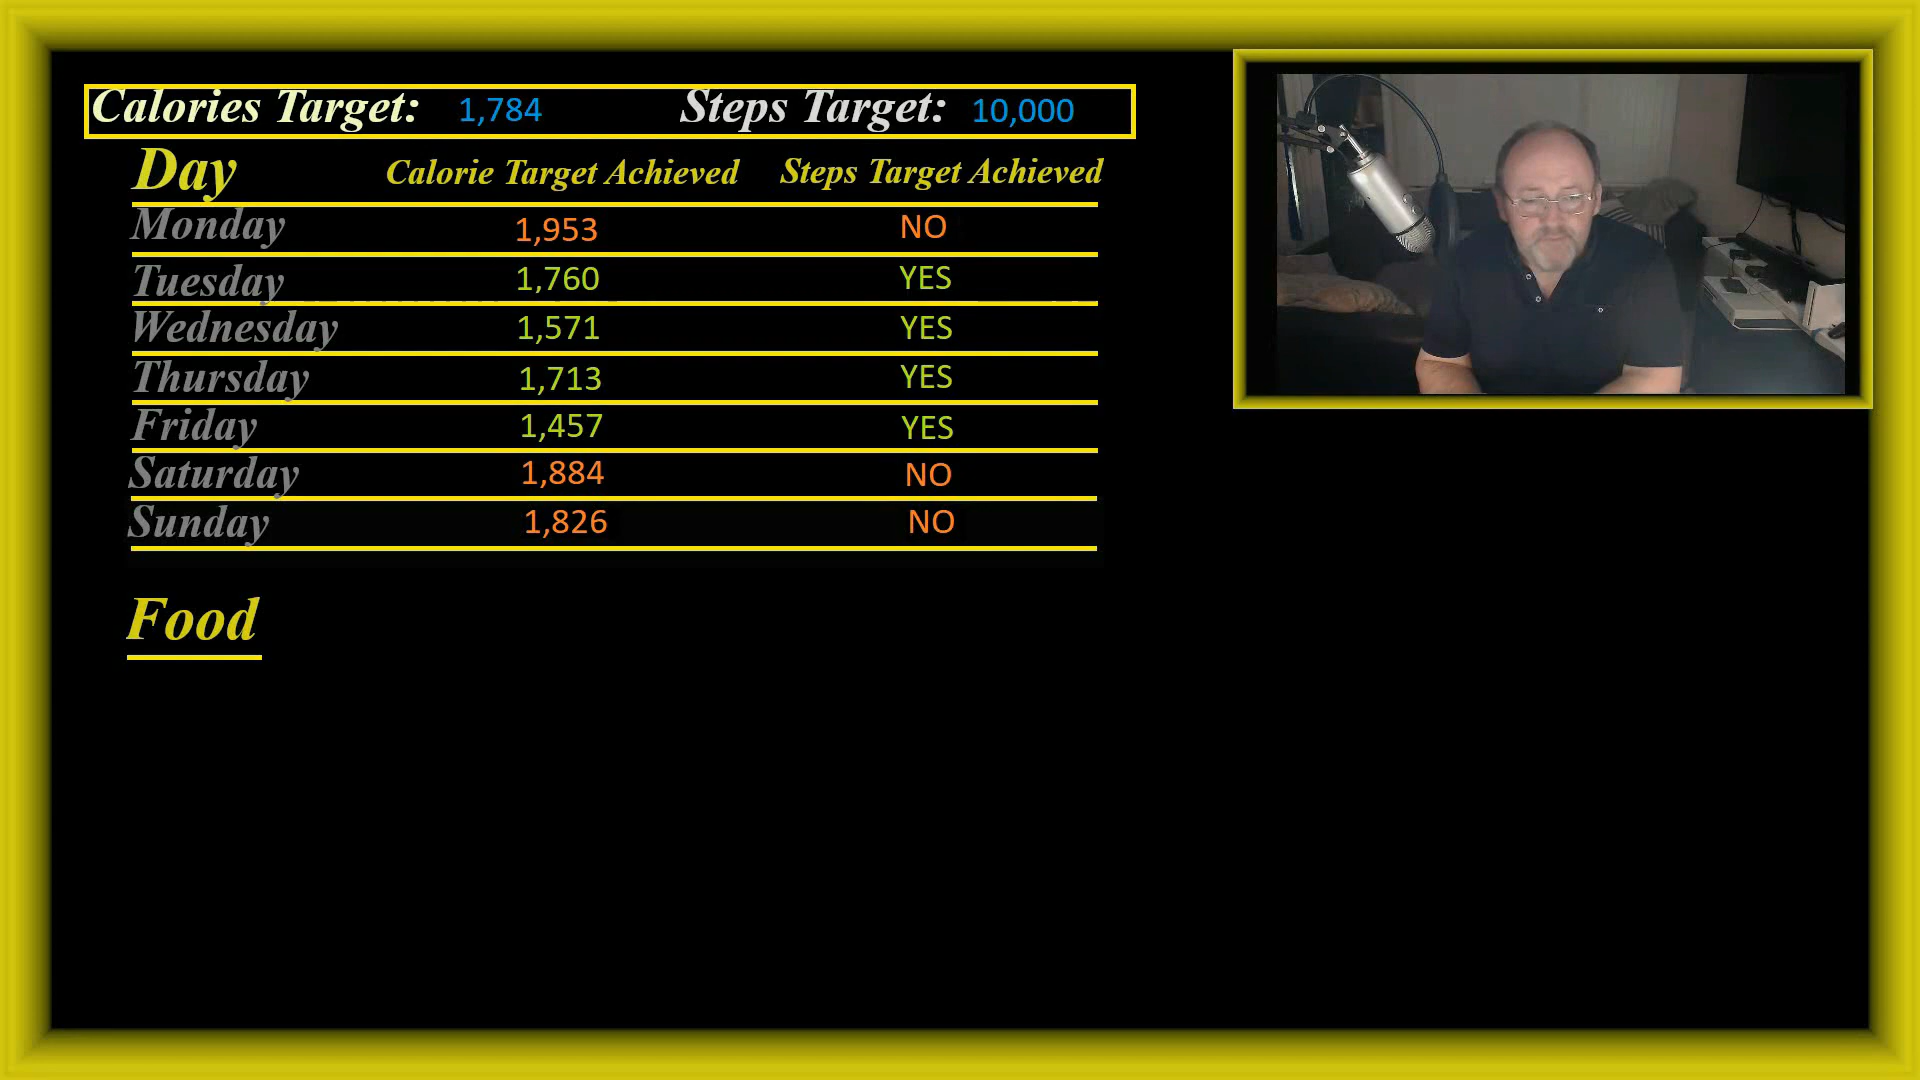 Calories Target: 1,784 Steps Target: 10,000
Day Calorie Target Achieved Steps Target Achieved
Monday 1,953 NO
Tuesday 1,760 YES
Wednesday 1,571 YES
Thursday 1,713 YES
Friday 1,457 YES
Saturday 1,884 NO
Sunday 1,826 NO
Food